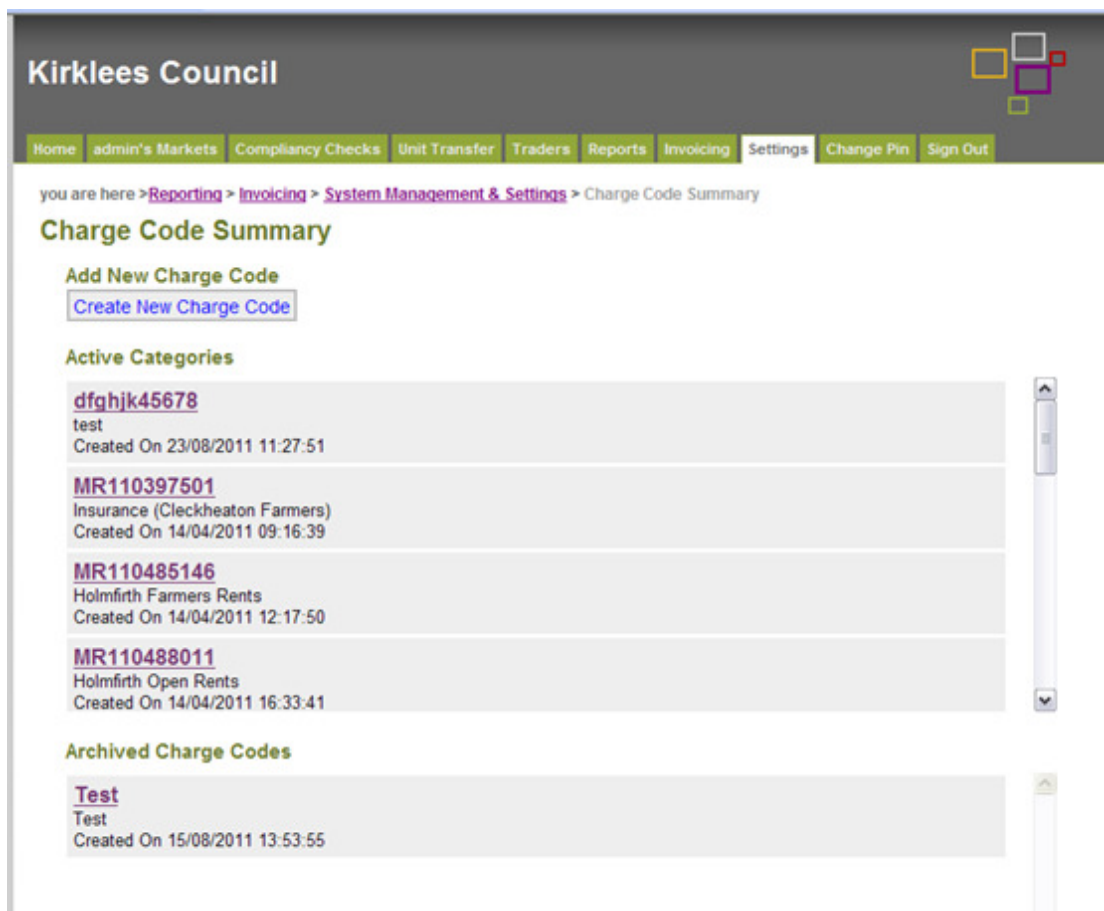 Kirklees Council
Home admin's Markets Compliancy Checks Unit Transfer Traders Reports Invoicing Settings Change Pin Sign Out
you are here >Reporting > Invoicing > System Management & Settings > Charge Code Summary
Charge Code Summary
Add New Charge Code
Create New Charge Code
Active Categories
dfghjk45678
test
Created On 23/08/2011 11:27:51
MR110397501
Insurance (Cleckheaton Farmers)
Created On 14/04/2011 09:16:39
MR110485146
Holmfirth Farmers Rents
Created On 14/04/2011 12:17:50
MR110488011
Holmfirth Open Rents
Created On 14/04/2011 16:33:41
Archived Charge Codes
Test
Test
Created On 15/08/2011 13:53:55